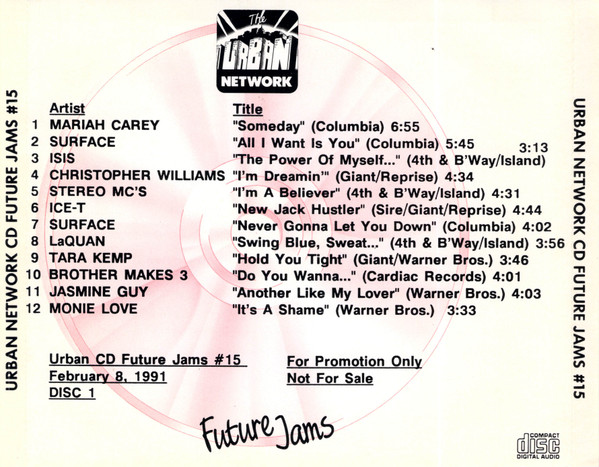 The
URBAN
NETWORK
URBAN NETWORK CD FUTURE JAMS #15
Artist Title
1 MARIAH CAREY "Someday" (Columbia) 6:55
2 SURFACE "All I Want Is You" (Columbia) 5:45
3 ISIS "The Power Of Myself..." (4th & B'Way/Island) 3:13
4 CHRISTOPHER WILLIAMS "I'm Dreamin'" (Giant/Reprise) 4:34
5 STEREO MC'S "I'm A Believer" (4th & B'Way/Island) 4:31
6 ICE-T "New Jack Hustler" (Sire/Giant/Reprise) 4:44
7 SURFACE "Never Gonna Let You Down" (Columbia) 4:02
8 LaQUAN "Swing Blue, Sweat..." (4th & B'Way/Island) 3:56
9 TARA KEMP "Hold You Tight" (Giant/Warner Bros.) 3:46
10 BROTHER MAKES 3 "Do You Wanna..." (Cardiac Records) 4:01
11 JASMINE GUY "Another Like My Lover" (Warner Bros.) 4:03
12 MONIE LOVE "It's A Shame" (Warner Bros.) 3:33
Urban CD Future Jams #15 For Promotion Only
February 8, 1991 Not For Sale
DISC 1
Future Jams
COMPACT
disc
DIGITAL AUDIO
URBAN NETWORK CD FUTURE JAMS #15